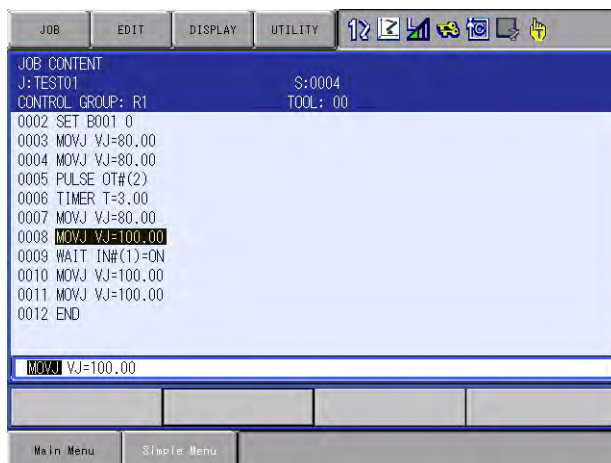 JOB EDIT DISPLAY UTILITY
JOB CONTENT
J:TEST01 S:0004
CONTROL GROUP: R1 TOOL: 00
0002 SET B001 0
0003 MOVJ VJ=80.00
0004 MOVJ VJ=80.00
0005 PULSE OT#(2)
0006 TIMER T=3.00
0007 MOVJ VJ=80.00
0008 MOVJ VJ=100.00
0009 WAIT IN#(1)=ON
0010 MOVJ VJ=100.00
0011 MOVJ VJ=100.00
0012 END
MOVJ VJ=100.00
Main Menu Simple Menu